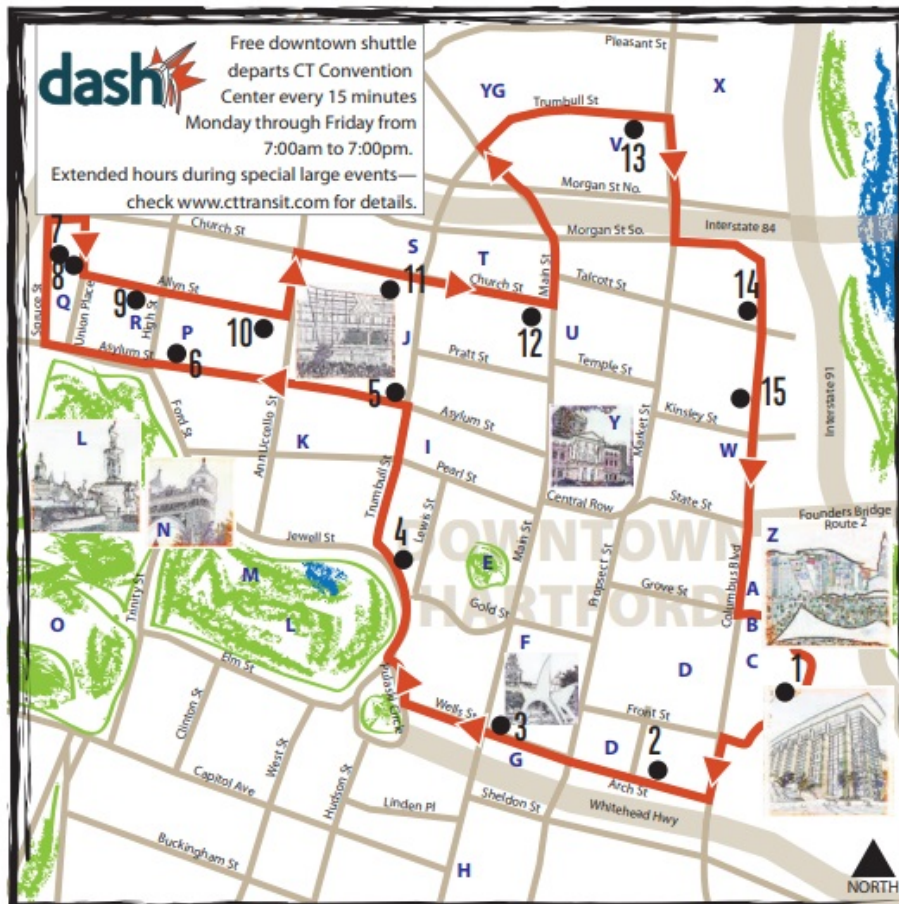 dash
Free downtown shuttle
departs CT Convention
Center every 15 minutes
Monday through Friday from
7:00am to 7:00pm.
Extended hours during special large events—
check www.cttransit.com for details.
Pleasant St
X
YG
Trumbull St
V
13
Morgan St No.
Interstate 84
Morgan St So.
Church St
S
T
Church St
Main St
Talcott St
7
8
Q
Spruce St
Union Place
Allyn St
9
R
High St
P
10
11
J
12
U
14
Interstate 91
Asylum St
6
5
Pratt St
Temple St
15
Ford St
Ann Uccello St
K
Trumbull St
I
Asylum St
Y
Market St
Kinsley St
W
L
N
Pearl St
Lewis St
Central Row
State St
Founders Bridge
Route 2
Jewell St
4
DOWNTOWN
HARTFORD
E
Main St
Prospect St
Columbus Blvd
Z
M
L
Trinity St
O
Gold St
Grove St
A
B
C
1
Elm St
F
D
Pulaski Circle
Wells St
3
G
Front St
D
2
Arch St
Clinton St
West St
Capitol Ave
Hudson St
Linden Pl
Sheldon St
Whitehead Hwy
Buckingham St
H
NORTH